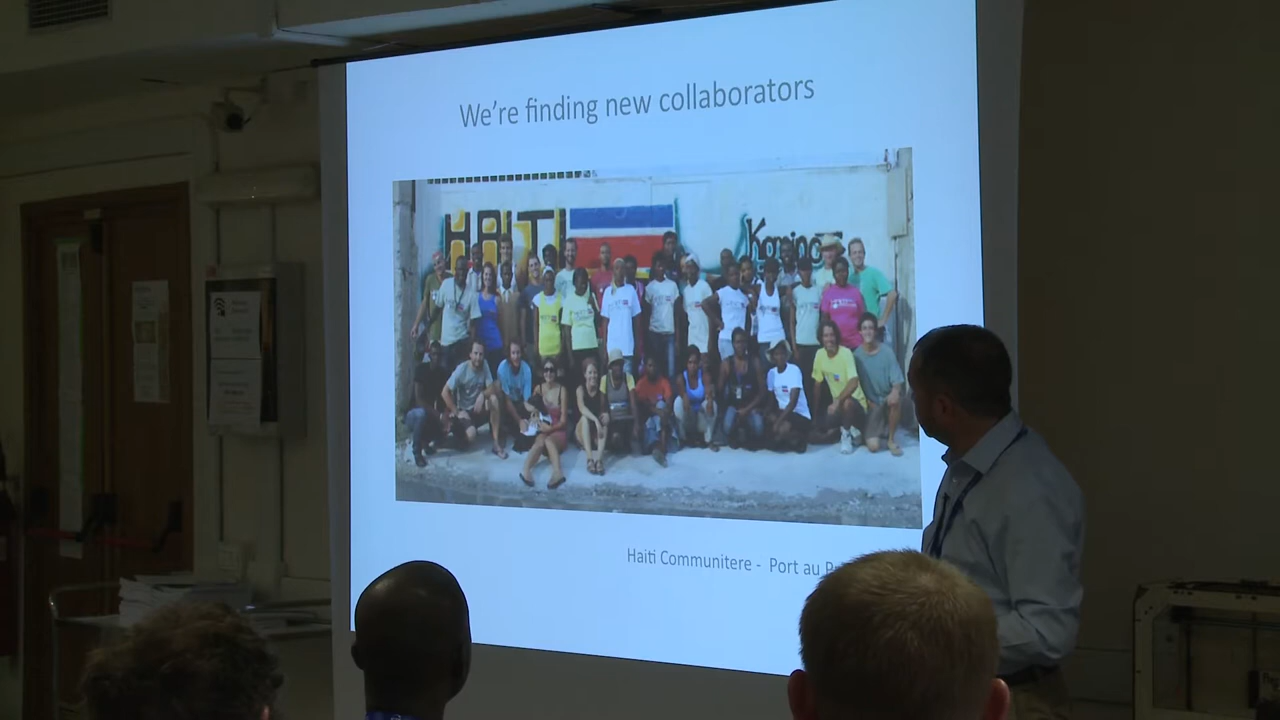 We're finding new collaborators
HAITI
Haiti Communitere - Port au